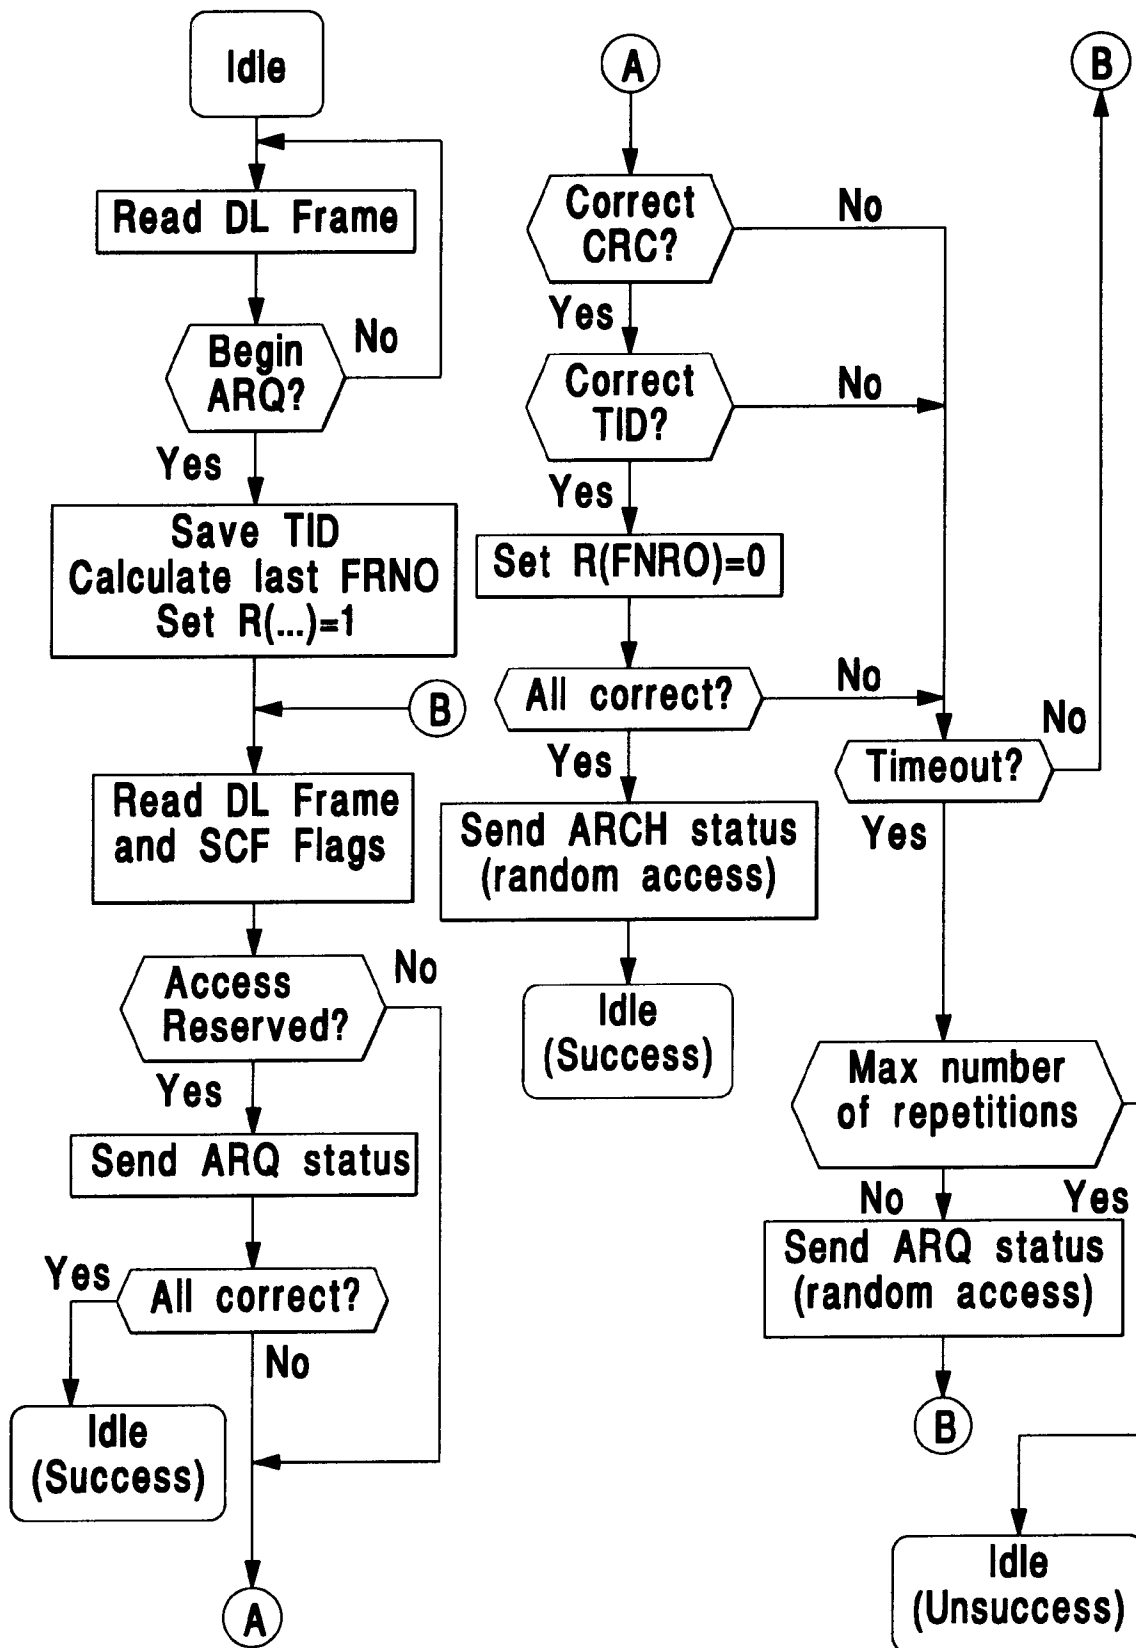 Idle
Read DL Frame
Begin
ARQ?
No
Yes
Save TID
Calculate last FRNO
Set R(...)=1
B
Read DL Frame
and SCF Flags
Access
Reserved?
No
Yes
Send ARQ status
All correct?
Yes
No
Idle
(Success)
A
A
Correct
CRC?
No
Yes
Correct
TID?
No
Yes
Set R(FNRO)=0
All correct?
No
Yes
Send ARCH status
(random access)
Idle
(Success)
B
Timeout?
No
Yes
Max number
of repetitions
No
Yes
Send ARQ status
(random access)
B
Idle
(Unsuccess)